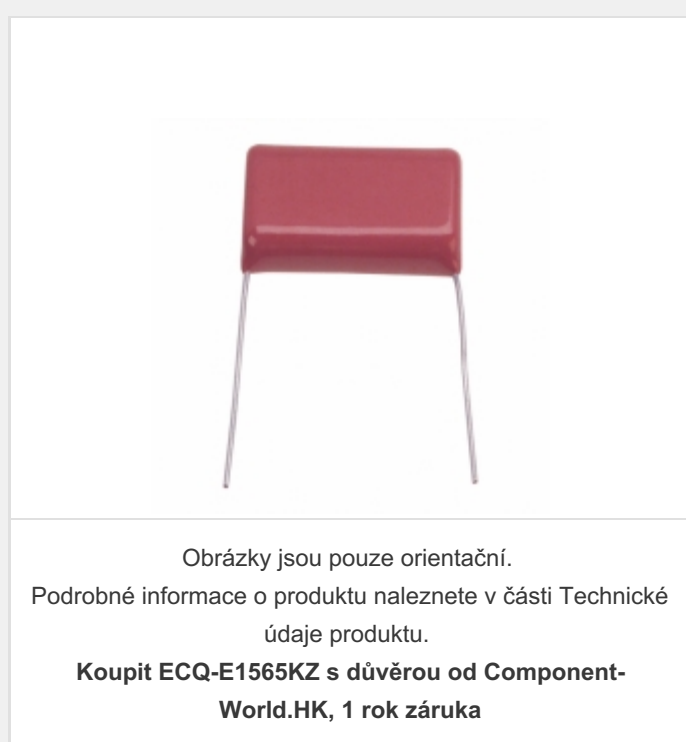 Obrázky jsou pouze orientační.
Podrobné informace o produktu naleznete v části Technické
údaje produktu.
Koupit ECQ-E1565KZ s důvěrou od Component-
World.HK, 1 rok záruka